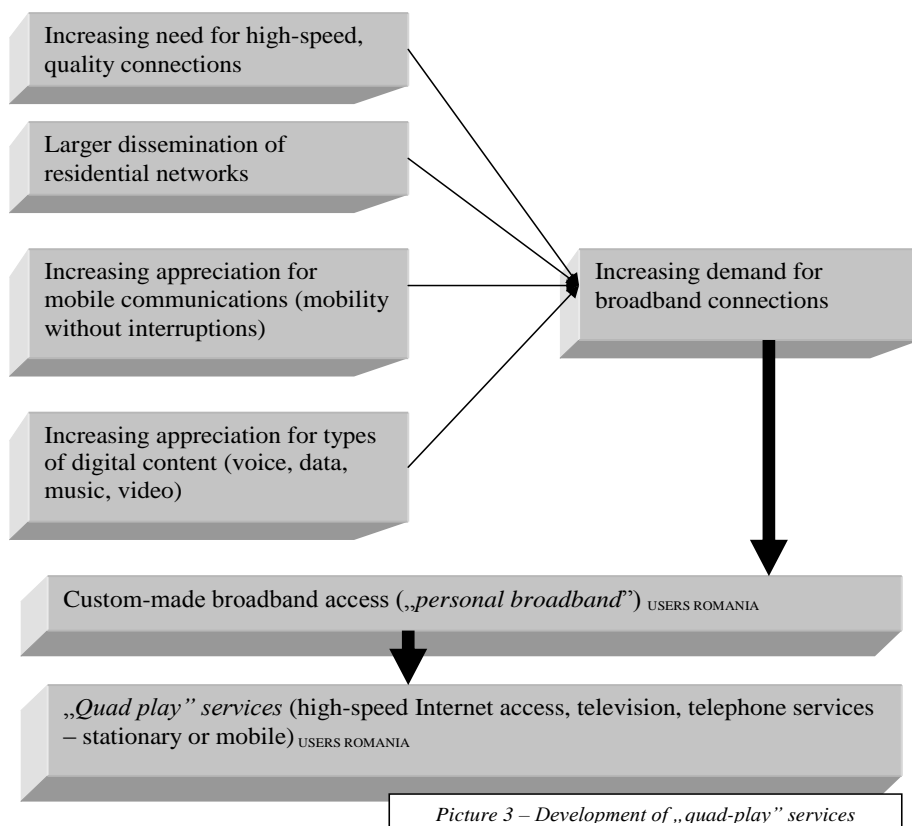 Increasing need for high-speed,
quality connections
Larger dissemination of
residential networks
Increasing appreciation for
mobile communications (mobility
without interruptions)
Increasing demand for
broadband connections
Increasing appreciation for types
of digital content (voice, data,
music, video)
Custom-made broadband access („personal broadband”) USERS ROMANIA
„Quad play” services (high-speed Internet access, television, telephone services
– stationary or mobile) USERS ROMANIA
Picture 3 – Development of „quad-play” services